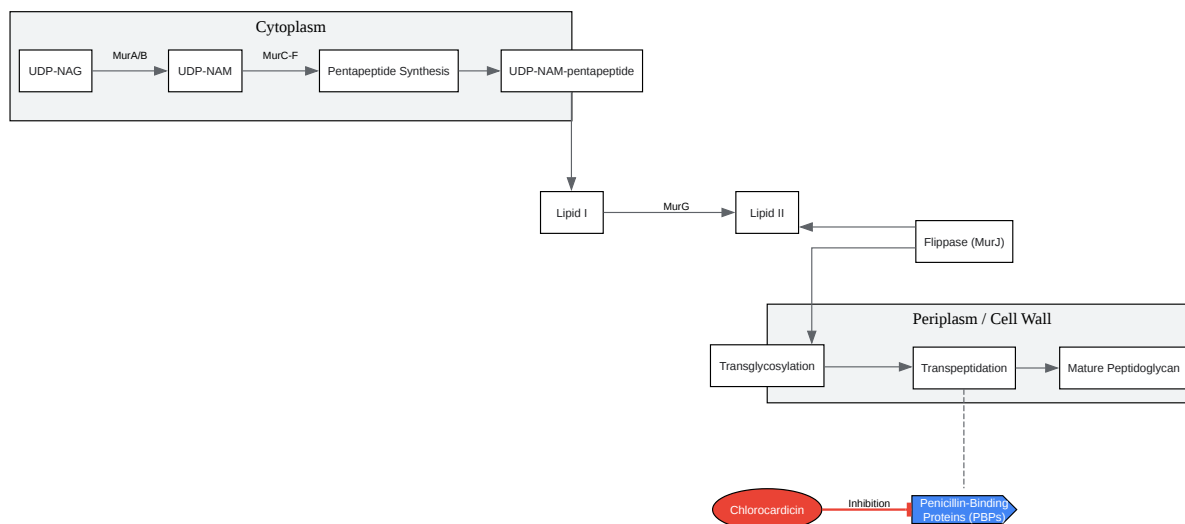 Cytoplasm
UDP-NAG
MurA/B
UDP-NAM
MurC-F
Pentapeptide Synthesis
UDP-NAM-pentapeptide
Lipid I
MurG
Lipid II
Flippase (MurJ)
Periplasm / Cell Wall
Transglycosylation
Transpeptidation
Mature Peptidoglycan
Chlorocardicin
Inhibition
Penicillin-Binding
Proteins (PBPs)